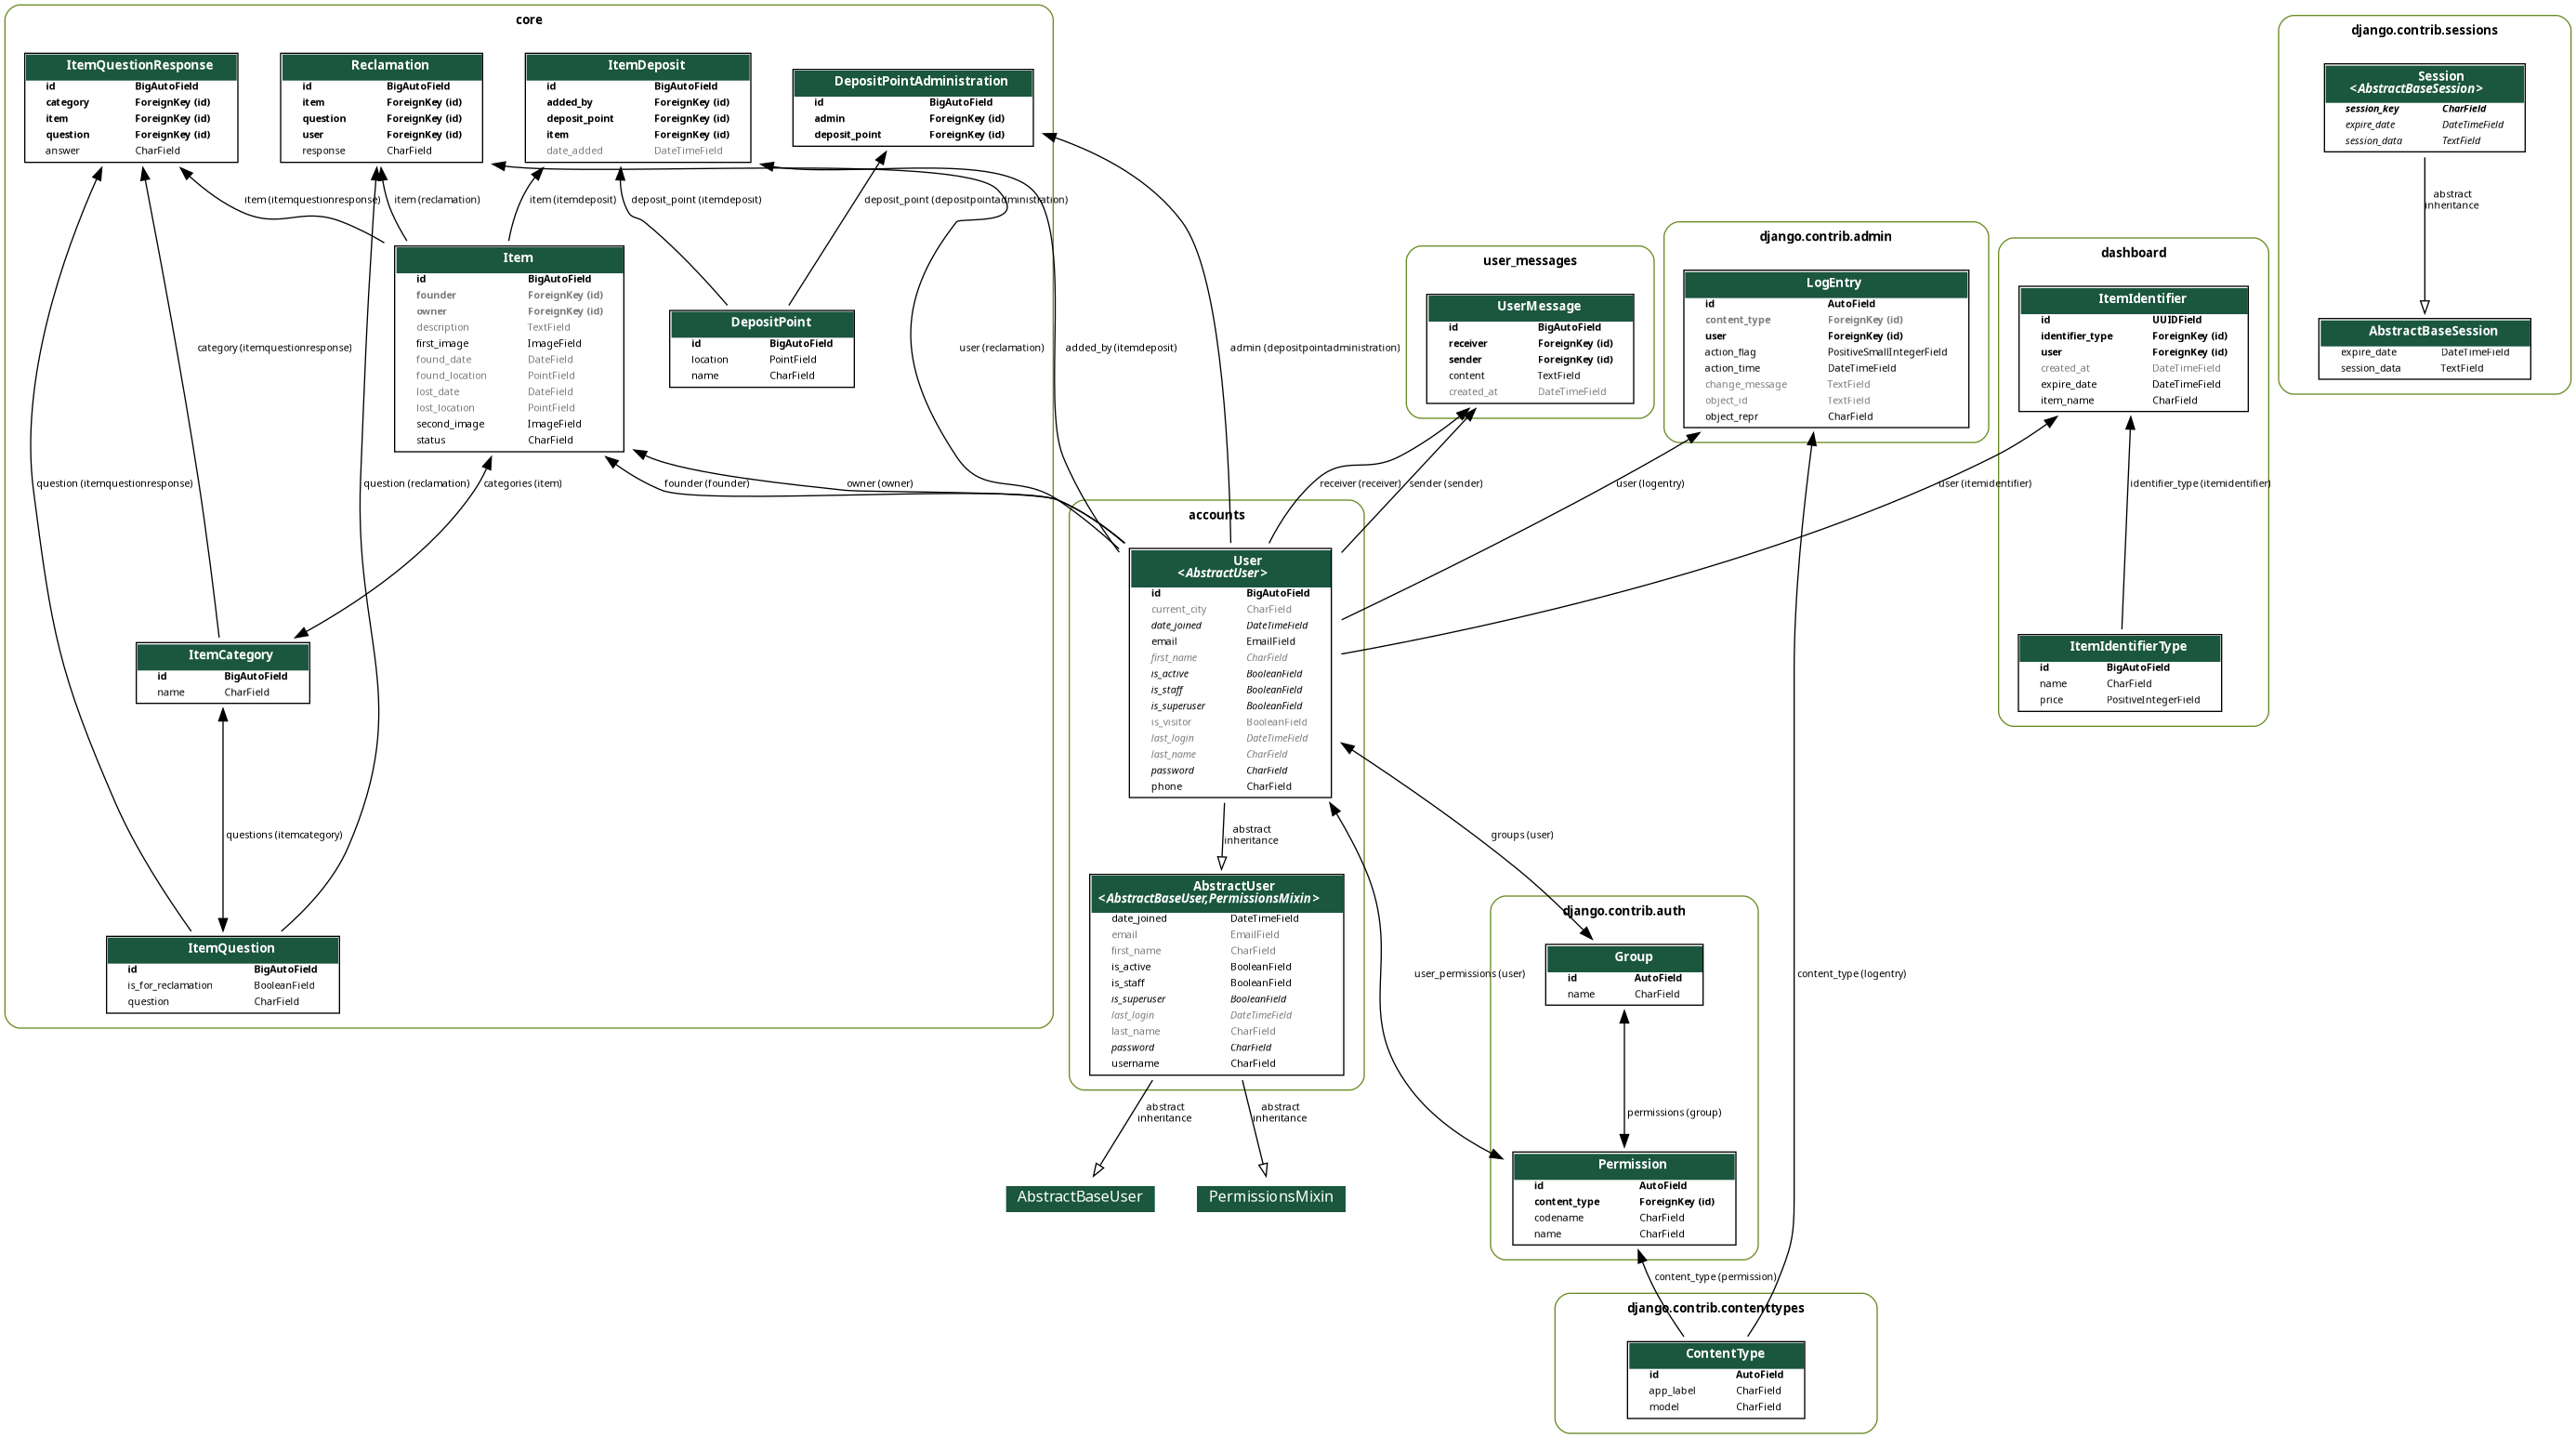 core
ItemQuestionResponse
id BigAutoField
category ForeignKey (id)
item ForeignKey (id)
question ForeignKey (id)
answer CharField
Reclamation
id BigAutoField
item ForeignKey (id)
question ForeignKey (id)
user ForeignKey (id)
response CharField
ItemDeposit
id BigAutoField
added_by ForeignKey (id)
deposit_point ForeignKey (id)
item ForeignKey (id)
date_added DateTimeField
DepositPointAdministration
id BigAutoField
admin ForeignKey (id)
deposit_point ForeignKey (id)
item (itemquestionresponse)
item (reclamation)
item (itemdeposit)
deposit_point (itemdeposit)
deposit_point (depositpointadministration)
Item
id BigAutoField
founder ForeignKey (id)
owner ForeignKey (id)
description TextField
first_image ImageField
found_date DateField
found_location PointField
lost_date DateField
lost_location PointField
second_image ImageField
status CharField
DepositPoint
id BigAutoField
location PointField
name CharField
category (itemquestionresponse)
user (reclamation)
added_by (itemdeposit)
admin (depositpointadministration)
question (itemquestionresponse)
question (reclamation)
categories (item)
founder (founder)
owner (owner)
ItemCategory
id BigAutoField
name CharField
questions (itemcategory)
ItemQuestion
id BigAutoField
is_for_reclamation BooleanField
question CharField
user_messages
UserMessage
id BigAutoField
receiver ForeignKey (id)
sender ForeignKey (id)
content TextField
created_at DateTimeField
receiver (receiver)
sender (sender)
django.contrib.admin
LogEntry
id AutoField
content_type ForeignKey (id)
user ForeignKey (id)
action_flag PositiveSmallIntegerField
action_time DateTimeField
change_message TextField
object_id TextField
object_repr CharField
user (logentry)
dashboard
ItemIdentifier
id UUIDField
identifier_type ForeignKey (id)
user ForeignKey (id)
created_at DateTimeField
expire_date DateTimeField
item_name CharField
user (itemidentifier)
identifier_type (itemidentifier)
ItemIdentifierType
id BigAutoField
name CharField
price PositiveIntegerField
django.contrib.sessions
Session
<AbstractBaseSession>
session_key CharField
expire_date DateTimeField
session_data TextField
abstract
inheritance
AbstractBaseSession
expire_date DateTimeField
session_data TextField
accounts
User
<AbstractUser>
id BigAutoField
current_city CharField
date_joined DateTimeField
email EmailField
first_name CharField
is_active BooleanField
is_staff BooleanField
is_superuser BooleanField
is_visitor BooleanField
last_login DateTimeField
last_name CharField
password CharField
phone CharField
abstract
inheritance
AbstractUser
<AbstractBaseUser,PermissionsMixin>
date_joined DateTimeField
email EmailField
first_name CharField
is_active BooleanField
is_staff BooleanField
is_superuser BooleanField
last_login DateTimeField
last_name CharField
password CharField
username CharField
abstract
inheritance
abstract
inheritance
AbstractBaseUser
PermissionsMixin
groups (user)
user_permissions (user)
django.contrib.auth
Group
id AutoField
name CharField
permissions (group)
Permission
id AutoField
content_type ForeignKey (id)
codename CharField
name CharField
content_type (logentry)
content_type (permission)
django.contrib.contenttypes
ContentType
id AutoField
app_label CharField
model CharField